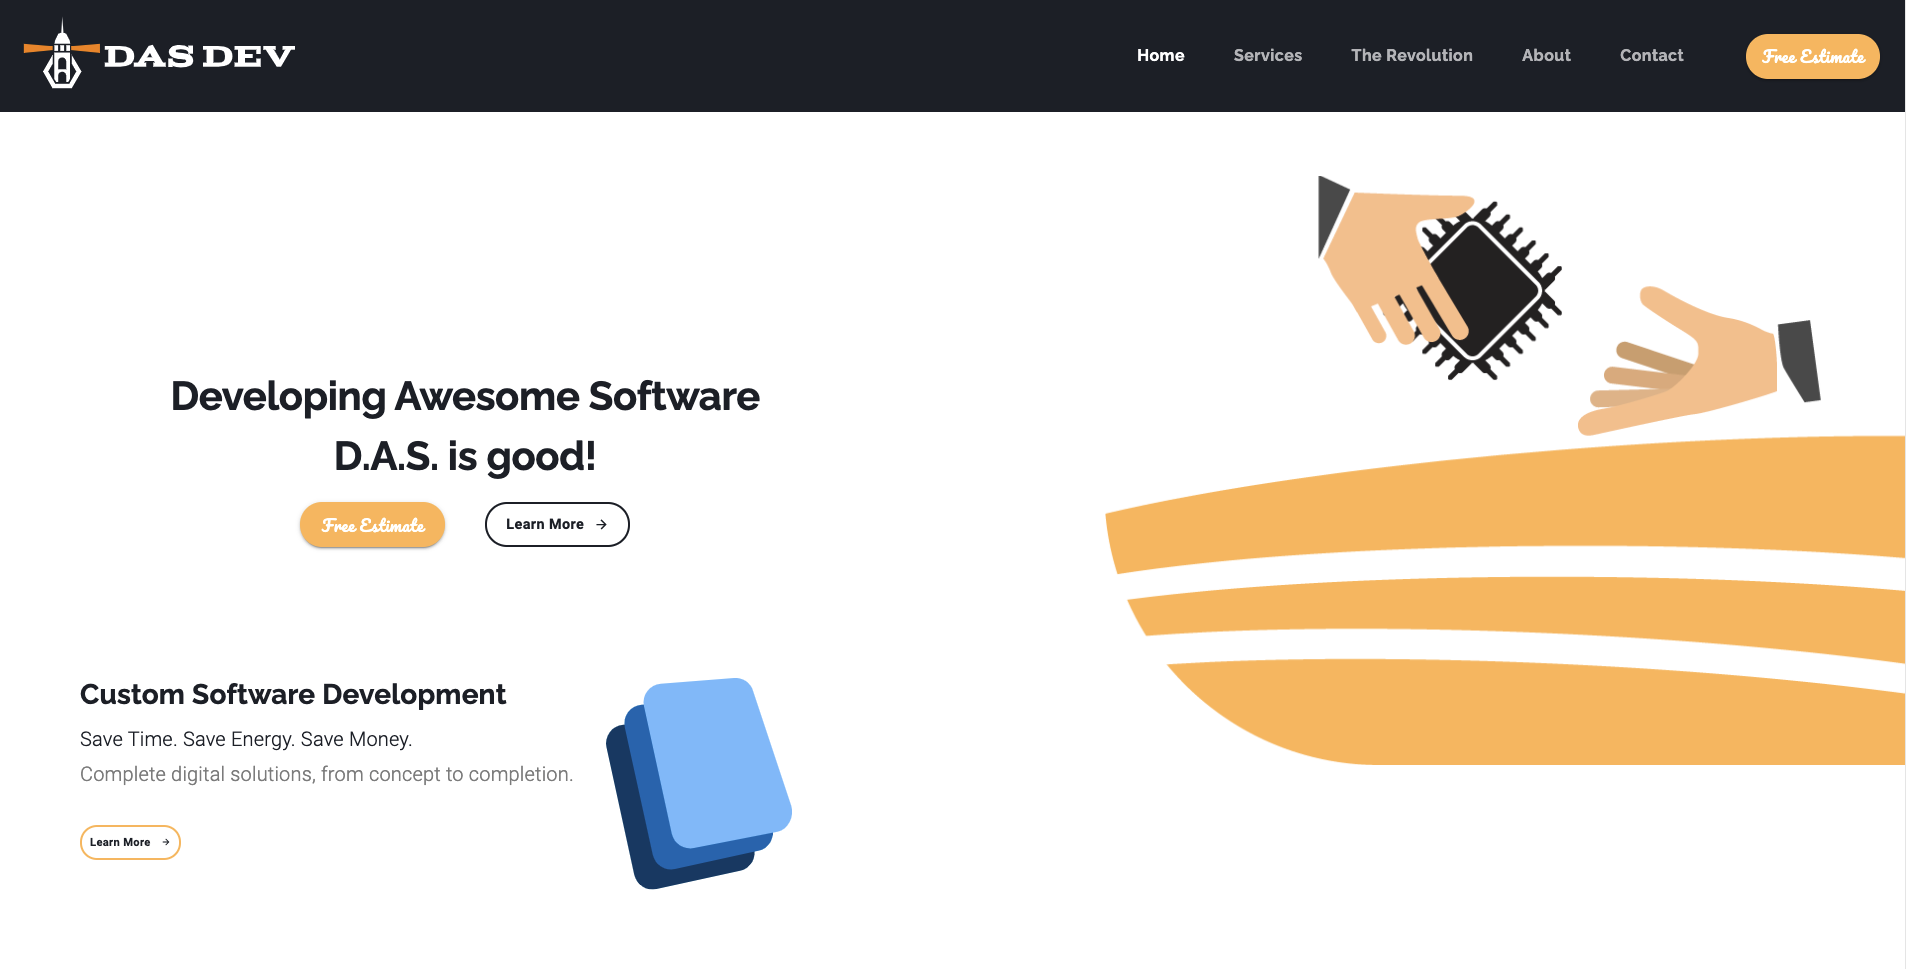 DAS DEV
Home Services The Revolution About Contact Free Estimate
Developing Awesome Software
D.A.S. is good!
Free Estimate Learn More →
Custom Software Development
Save Time. Save Energy. Save Money.
Complete digital solutions, from concept to completion.
Learn More →